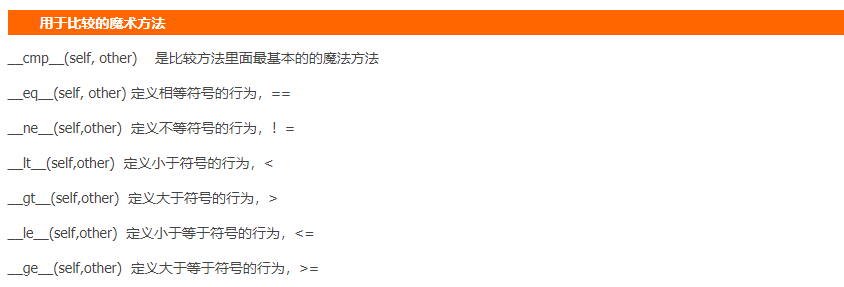 用于比较的魔术方法
__cmp__(self, other) 是比较方法里面最基本的的魔法方法
__eq__(self, other) 定义相等符号的行为，==
__ne__(self,other) 定义不等符号的行为，！=
__lt__(self,other) 定义小于符号的行为，<
__gt__(self,other) 定义大于符号的行为，>
__le__(self,other) 定义小于等于符号的行为，<=
__ge__(self,other) 定义大于等于符号的行为，>=